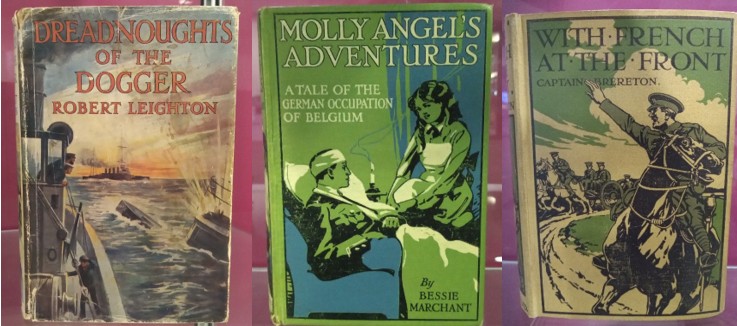 DREADNOUGHTS
OF THE
DOGGER
ROBERT LEIGHTON
MOLLY ANGEL'S
ADVENTURES
A TALE OF THE
GERMAN OCCUPATION
OF BELGIUM
By
BESSIE
MARCHANT
WITH·FRENCH
AT·THE·FRONT
CAPTAIN·BRERETON.